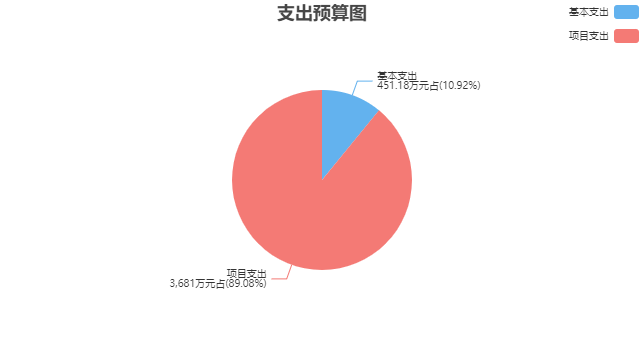 支出预算图
基本支出
项目支出
基本支出
451.18万元占(10.92%)
项目支出
3,681万元占(89.08%)